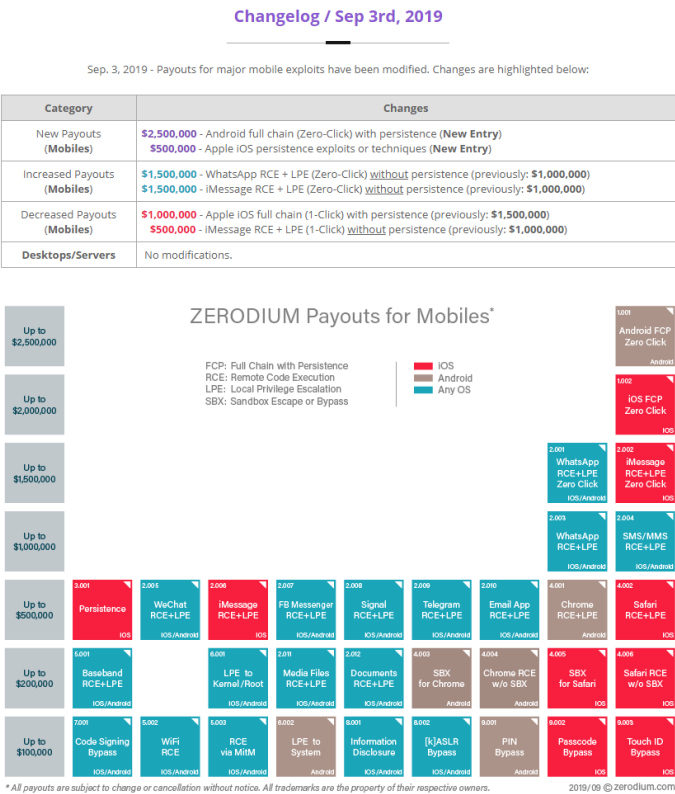 Changelog / Sep 3rd, 2019
Sep. 3, 2019 - Payouts for major mobile exploits have been modified. Changes are highlighted below:
Category Changes
New Payouts
(Mobiles)
$2,500,000 - Android full chain (Zero-Click) with persistence (New Entry)
$500,000 - Apple iOS persistence exploits or techniques (New Entry)
Increased Payouts
(Mobiles)
$1,500,000 - WhatsApp RCE + LPE (Zero-Click) without persistence (previously: $1,000,000)
$1,500,000 - iMessage RCE + LPE (Zero-Click) without persistence (previously: $1,000,000)
Decreased Payouts
(Mobiles)
$1,000,000 - Apple iOS full chain (1-Click) with persistence (previously: $1,500,000)
$500,000 - iMessage RCE + LPE (1-Click) without persistence (previously: $1,000,000)
Desktops/Servers No modifications.
ZERODIUM Payouts for Mobiles*
FCP: Full Chain with Persistence
RCE: Remote Code Execution
LPE: Local Privilege Escalation
SBX: Sandbox Escape or Bypass
iOS
Android
Any OS
Up to
$2,500,000
1.001
Android FCP
Zero Click
Android
Up to
$2,000,000
1.002
iOS FCP
Zero Click
iOS
Up to
$1,500,000
2.001
WhatsApp
RCE+LPE
Zero Click
iOS/Android
2.002
iMessage
RCE+LPE
Zero Click
iOS
Up to
$1,000,000
2.003
WhatsApp
RCE+LPE
iOS/Android
2.004
SMS/MMS
RCE+LPE
iOS/Android
Up to
$500,000
3.001
Persistence
iOS
2.005
WeChat
RCE+LPE
iOS/Android
2.006
iMessage
RCE+LPE
iOS
2.007
FB Messenger
RCE+LPE
iOS/Android
2.008
Signal
RCE+LPE
iOS/Android
2.009
Telegram
RCE+LPE
iOS/Android
2.010
Email App
RCE+LPE
iOS/Android
4.001
Chrome
RCE+LPE
Android
4.002
Safari
RCE+LPE
iOS
Up to
$200,000
5.001
Baseband
RCE+LPE
iOS/Android
6.001
LPE to
Kernel/Root
iOS/Android
2.011
Media Files
RCE+LPE
iOS/Android
2.012
Documents
RCE+LPE
iOS/Android
4.003
SBX
for Chrome
Android
4.004
Chrome RCE
w/o SBX
Android
4.005
SBX
for Safari
iOS
4.006
Safari RCE
w/o SBX
iOS
Up to
$100,000
7.001
Code Signing
Bypass
iOS/Android
5.002
WiFi
RCE
iOS/Android
5.003
RCE
via MitM
iOS/Android
6.002
LPE to
System
Android
8.001
Information
Disclosure
iOS/Android
8.002
[k]ASLR
Bypass
iOS/Android
9.001
PIN
Bypass
Android
9.002
Passcode
Bypass
iOS
9.003
Touch ID
Bypass
iOS
* All payouts are subject to change or cancellation without notice. All trademarks are the property of their respective owners.
2019/09 © zerodium.com